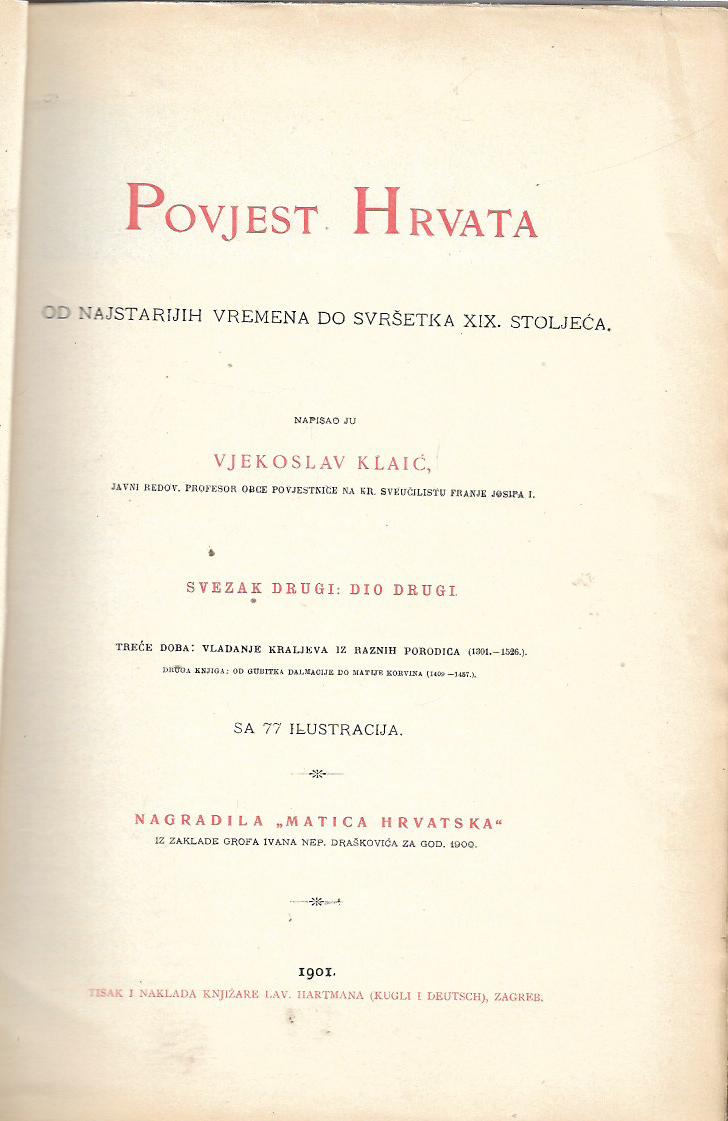 POVJEST HRVATA
OD NAJSTARIJIH VREMENA DO SVRŠETKA XIX. STOLJEĆA.
NAPISAO JU
VJEKOSLAV KLAIĆ,
JAVNI REDOV. PROFESOR OBĆE POVJESTNICE NA KR. SVEUČILIŠTU FRANJE JOSIPA I.
SVEZAK DRUGI: DIO DRUGI.
TREĆE DOBA: VLADANJE KRALJEVA IZ RAZNIH PORODICA (1301.—1526.).
DRUGA KNJIGA: OD GUBITKA DALMACIJE DO MATIJE KORVINA (1409—1457.).
SA 77 ILUSTRACIJA.
NAGRADILA „MATICA HRVATSKA“
IZ ZAKLADE GROFA IVANA NEP. DRAŠKOVIĆA ZA GOD. 1900.
1901.
TISAK I NAKLADA KNJIŽARE LAV. HARTMANA (KUGLI I DEUTSCH), ZAGREB.